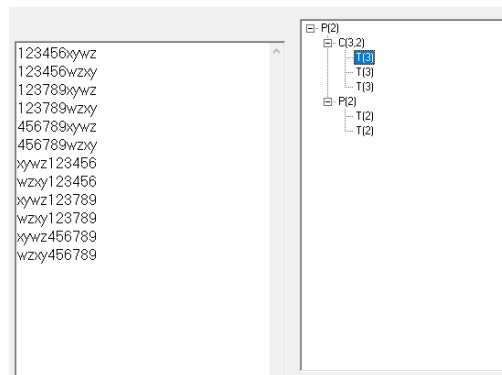 123456xywz
123456wzxy
123789xywz
123789wzxy
456789xywz
456789wzxy
xywz123456
wzxy123456
xywz123789
wzxy123789
xywz456789
wzxy456789
P(2)
C(3,2)
T(3)
T(3)
T(3)
P(2)
T(2)
T(2)